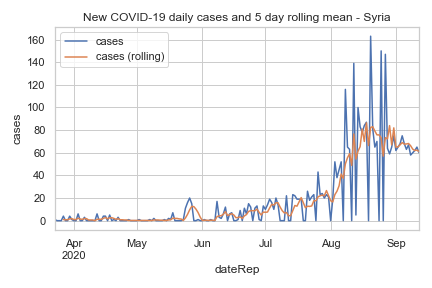 New COVID-19 daily cases and 5 day rolling mean - Syria
cases
cases (rolling)
160
140
120
100
80
60
40
20
0
cases
Apr
2020
May
Jun
Jul
Aug
Sep
dateRep